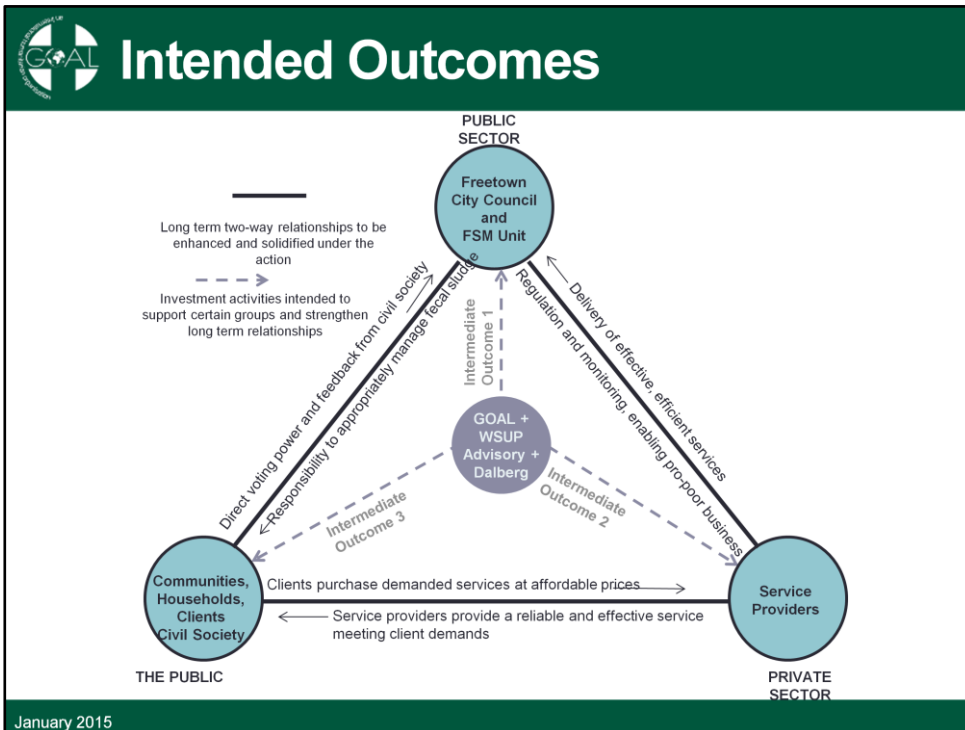 GOAL
Intended Outcomes
PUBLIC
SECTOR
Freetown
City Council
and
FSM Unit
Long term two-way relationships to be
enhanced and solidified under the
action
Investment activities intended to
support certain groups and strengthen
long term relationships
Direct voting power and feedback from civil society
Responsibility to appropriately manage fecal sludge
Intermediate
Outcome 1
Delivery of effective, efficient services
Regulation and monitoring, enabling pro-poor business
GOAL +
WSUP
Advisory +
Dalberg
Intermediate
Outcome 3
Intermediate
Outcome 2
Communities,
Households,
Clients
Civil Society
Clients purchase demanded services at affordable prices
Service providers provide a reliable and effective service
meeting client demands
Service
Providers
THE PUBLIC
PRIVATE
SECTOR
January 2015